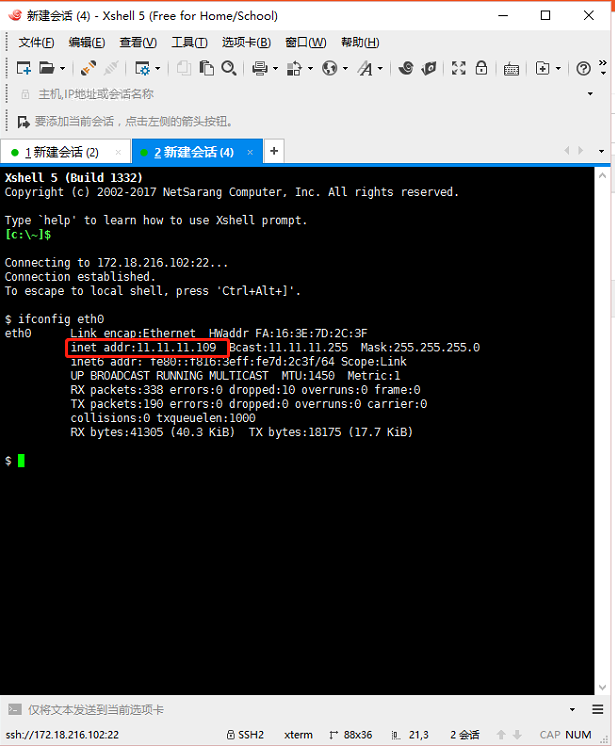 新建会话 (4) - Xshell 5 (Free for Home/School)
文件(F) 编辑(E) 查看(V) 工具(T) 选项卡(B) 窗口(W) 帮助(H)
主机,IP地址或会话名称
要添加当前会话，点击左侧的箭头按钮。
1 新建会话 (2) × 2 新建会话 (4) × +
Xshell 5 (Build 1332)
Copyright (c) 2002-2017 NetSarang Computer, Inc. All rights reserved.
Type `help' to learn how to use Xshell prompt.
[c:\~]$
Connecting to 172.18.216.102:22...
Connection established.
To escape to local shell, press 'Ctrl+Alt+]'.
$ ifconfig eth0
eth0 Link encap:Ethernet HWaddr FA:16:3E:7D:2C:3F
inet addr:11.11.11.109 Bcast:11.11.11.255 Mask:255.255.255.0
inet6 addr: fe80::f816:3eff:fe7d:2c3f/64 Scope:Link
UP BROADCAST RUNNING MULTICAST MTU:1450 Metric:1
RX packets:338 errors:0 dropped:10 overruns:0 frame:0
TX packets:190 errors:0 dropped:0 overruns:0 carrier:0
collisions:0 txqueuelen:1000
RX bytes:41305 (40.3 KiB) TX bytes:18175 (17.7 KiB)
$
仅将文本发送到当前选项卡
ssh://172.18.216.102:22 SSH2 xterm 88x36 21,3 2 会话 CAP NUM